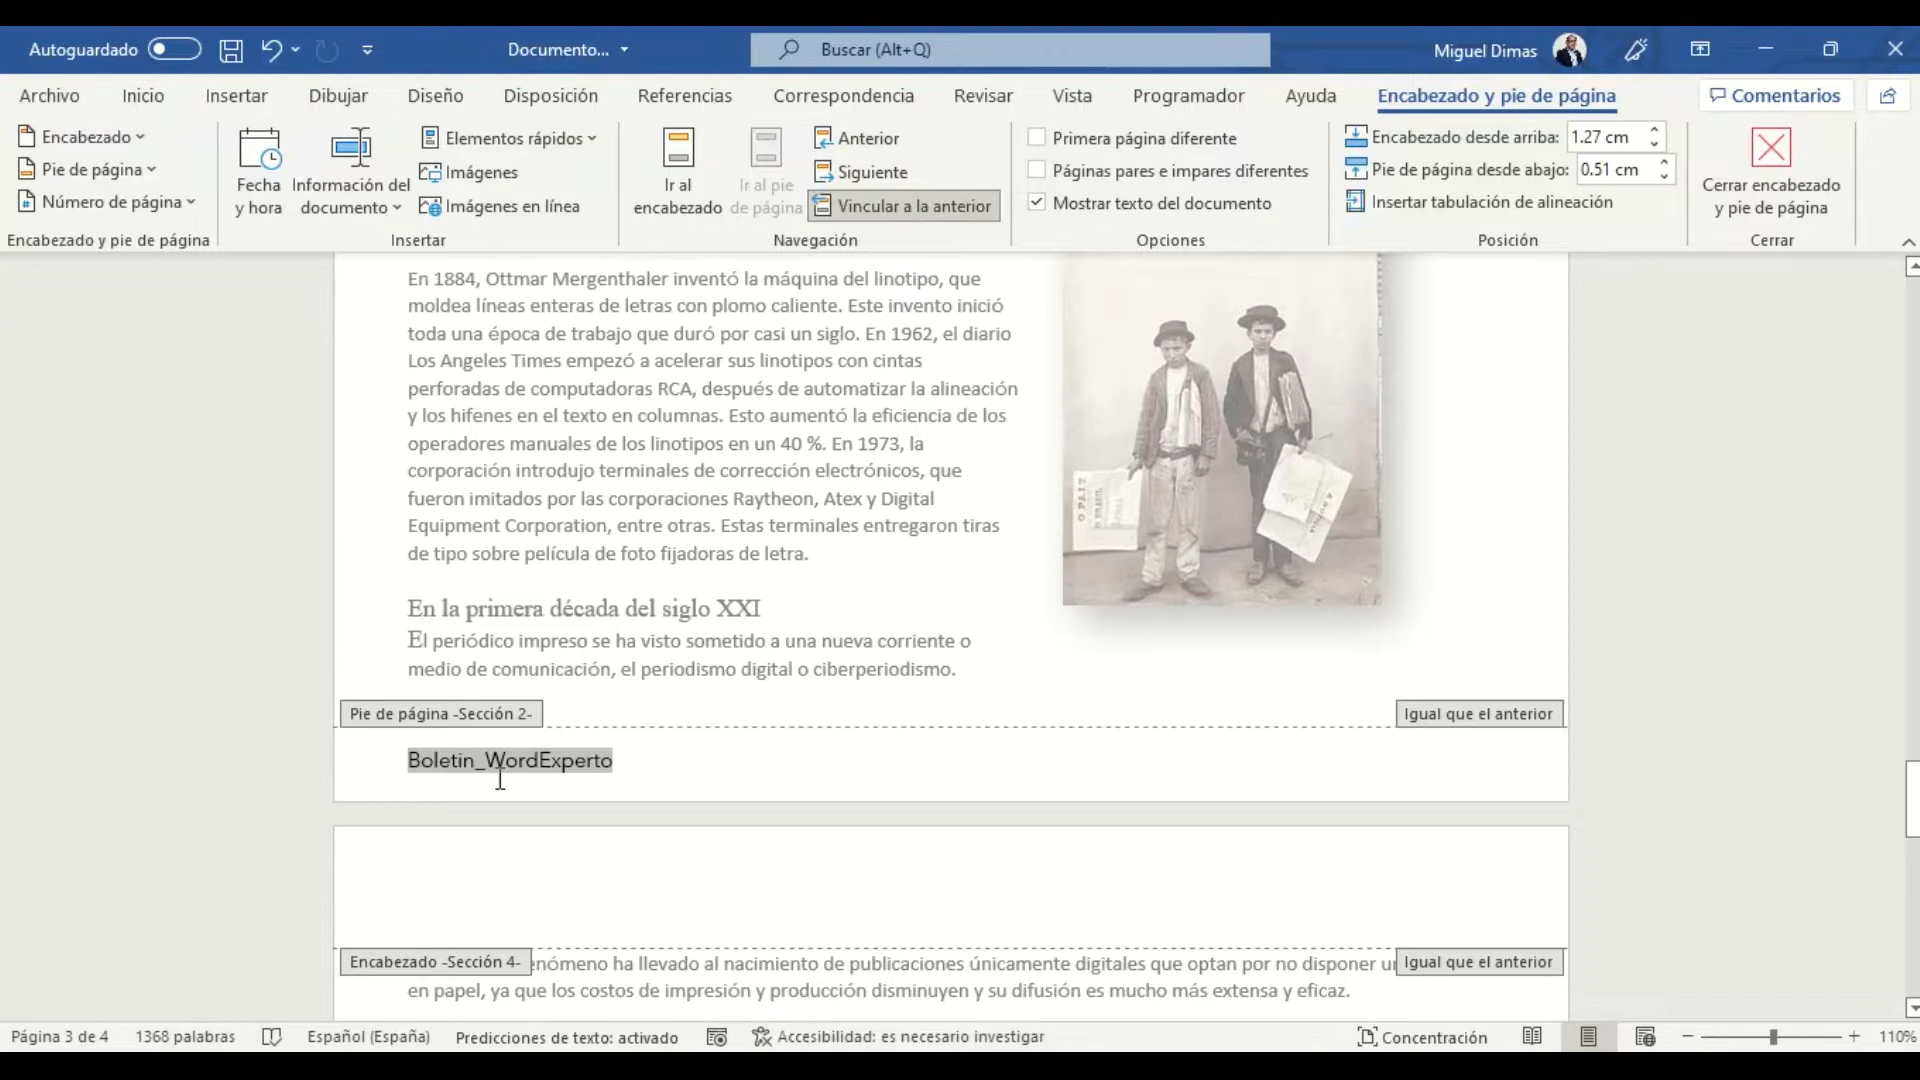 Autoguardado
Documento...
Buscar (Alt+Q)
Miguel Dimas
Archivo Inicio Insertar Dibujar Diseño Disposición Referencias Correspondencia Revisar Vista Programador Ayuda Encabezado y pie de página Comentarios
Encabezado
Pie de página
Número de página
Encabezado y pie de página
Fecha
y hora
Información del
documento
Elementos rápidos
Imágenes
Imágenes en línea
Insertar
Ir al
encabezado
Ir al pie
de página
Anterior
Siguiente
Vincular a la anterior
Navegación
Primera página diferente
Páginas pares e impares diferentes
Mostrar texto del documento
Opciones
Encabezado desde arriba: 1.27 cm
Pie de página desde abajo: 0.51 cm
Insertar tabulación de alineación
Posición
Cerrar encabezado
y pie de página
Cerrar
En 1884, Ottmar Mergenthaler inventó la máquina del linotipo, que
moldea líneas enteras de letras con plomo caliente. Este invento inició
toda una época de trabajo que duró por casi un siglo. En 1962, el diario
Los Angeles Times empezó a acelerar sus linotipos con cintas
perforadas de computadoras RCA, después de automatizar la alineación
y los hifenes en el texto en columnas. Esto aumentó la eficiencia de los
operadores manuales de los linotipos en un 40 %. En 1973, la
corporación introdujo terminales de corrección electrónicos, que
fueron imitados por las corporaciones Raytheon, Atex y Digital
Equipment Corporation, entre otras. Estas terminales entregaron tiras
de tipo sobre película de foto fijadoras de letra.
En la primera década del siglo XXI
El periódico impreso se ha visto sometido a una nueva corriente o
medio de comunicación, el periodismo digital o ciberperiodismo.
Pie de página -Sección 2-
Igual que el anterior
Boletin_WordExperto
Encabezado -Sección 4-
enómeno ha llevado al nacimiento de publicaciones únicamente digitales que optan por no disponer
Igual que el anterior
en papel, ya que los costos de impresión y producción disminuyen y su difusión es mucho más extensa y eficaz.
Página 3 de 4 1368 palabras Español (España) Predicciones de texto: activado Accesibilidad: es necesario investigar Concentración 110%